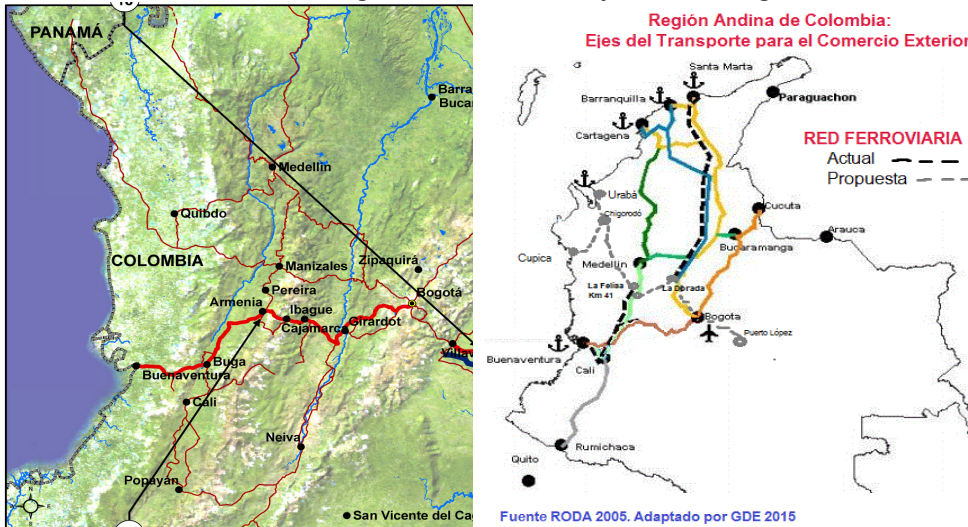 PANAMÁ
Barra
Buca
Medellín
Quibdo
COLOMBIA
Manizales
Zipaquirá
Pereira
Bogotá
Armenia
Ibague
Cajamarca
Girardot
Villav
Buga
Buenaventura
Cali
Neiva
Popayán
San Vicente del Cag
N
Región Andina de Colombia:
Ejes del Transporte para el Comercio Exterior
Santa Marta
Barranquilla
Paraguachon
Cartagena
RED FERROVIARIA
Actual
Propuesta
Urabá
Chigorodó
Cucuta
Arauca
Bucaramanga
Cupica
Medellín
La Felisa
Km 41
La Dorada
Bogota
Puerto López
Buenaventura
Cali
Rumichaca
Quito
Fuente RODA 2005. Adaptado por GDE 2015